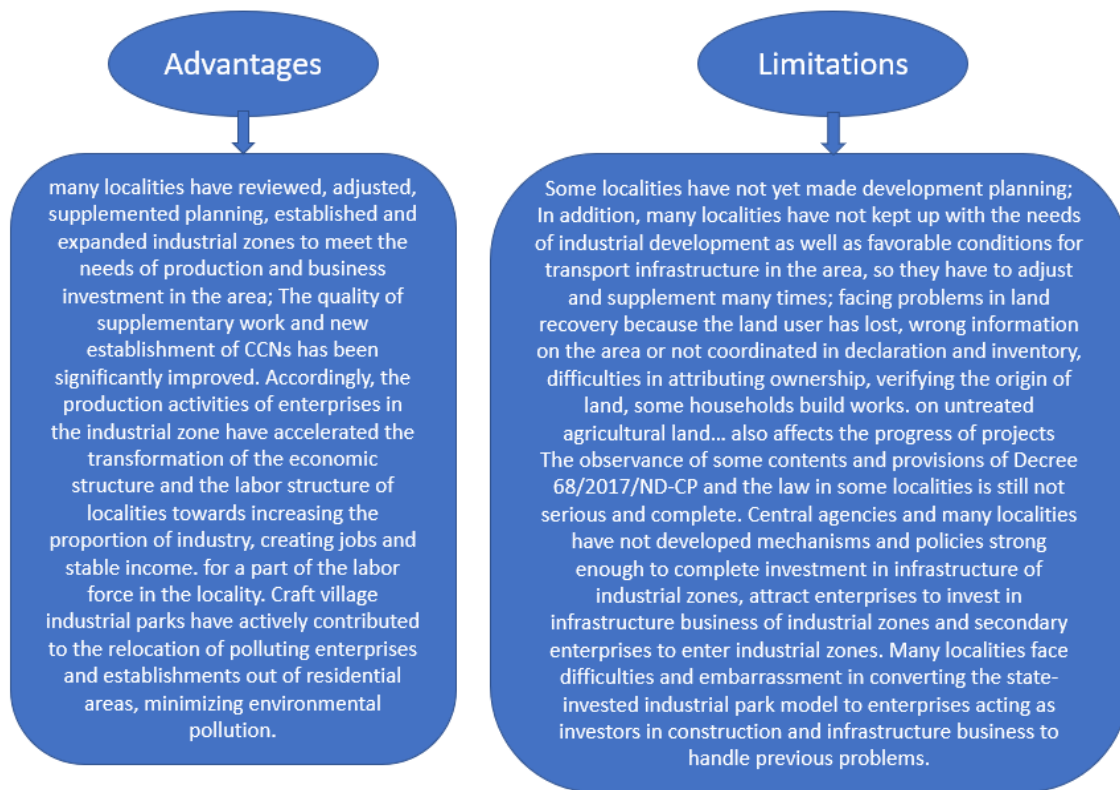 Advantages
many localities have reviewed, adjusted,
supplemented planning, established and
expanded industrial zones to meet the
needs of production and business
investment in the area; The quality of
supplementary work and new
establishment of CCNs has been
significantly improved. Accordingly, the
production activities of enterprises in
the industrial zone have accelerated the
transformation of the economic
structure and the labor structure of
localities towards increasing the
proportion of industry, creating jobs and
stable income. for a part of the labor
force in the locality. Craft village
industrial parks have actively contributed
to the relocation of polluting enterprises
and establishments out of residential
areas, minimizing environmental
pollution.
Limitations
Some localities have not yet made development planning;
In addition, many localities have not kept up with the needs
of industrial development as well as favorable conditions for
transport infrastructure in the area, so they have to adjust
and supplement many times; facing problems in land
recovery because the land user has lost, wrong information
on the area or not coordinated in declaration and inventory,
difficulties in attributing ownership, verifying the origin of
land, some households build works. on untreated
agricultural land... also affects the progress of projects
The observance of some contents and provisions of Decree
68/2017/ND-CP and the law in some localities is still not
serious and complete. Central agencies and many localities
have not developed mechanisms and policies strong
enough to complete investment in infrastructure of
industrial zones, attract enterprises to invest in
infrastructure business of industrial zones and secondary
enterprises to enter industrial zones. Many localities face
difficulties and embarrassment in converting the state-
invested industrial park model to enterprises acting as
investors in construction and infrastructure business to
handle previous problems.